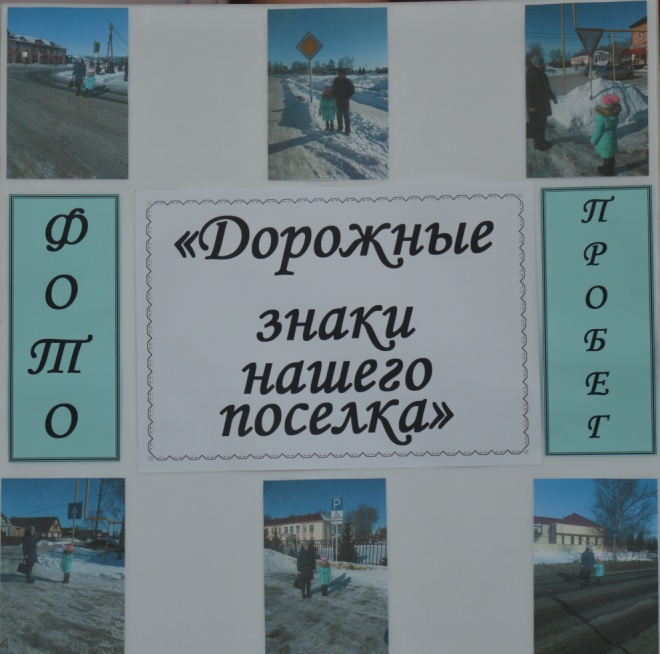 ФОТО
«Дорожные
знаки
нашего
поселка»
ПРОБЕГ